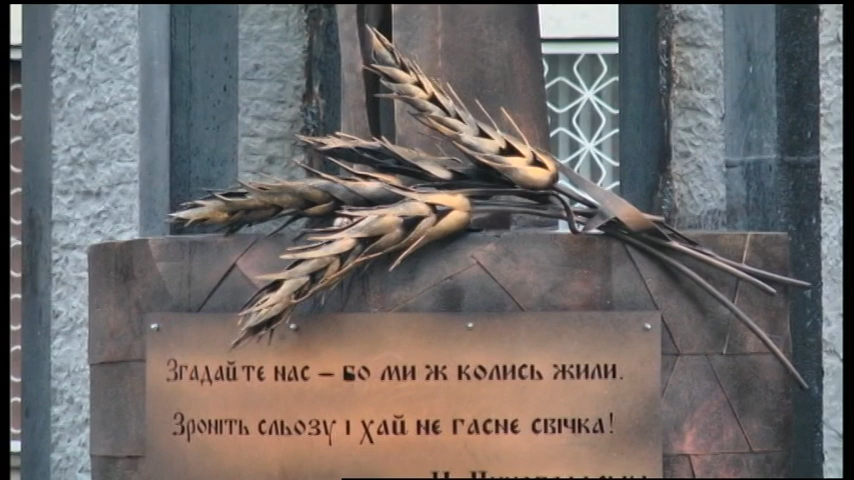 Згадайте нас – бо ми ж колись жили.
Зроніть сльозу і хай не гасне свічка!